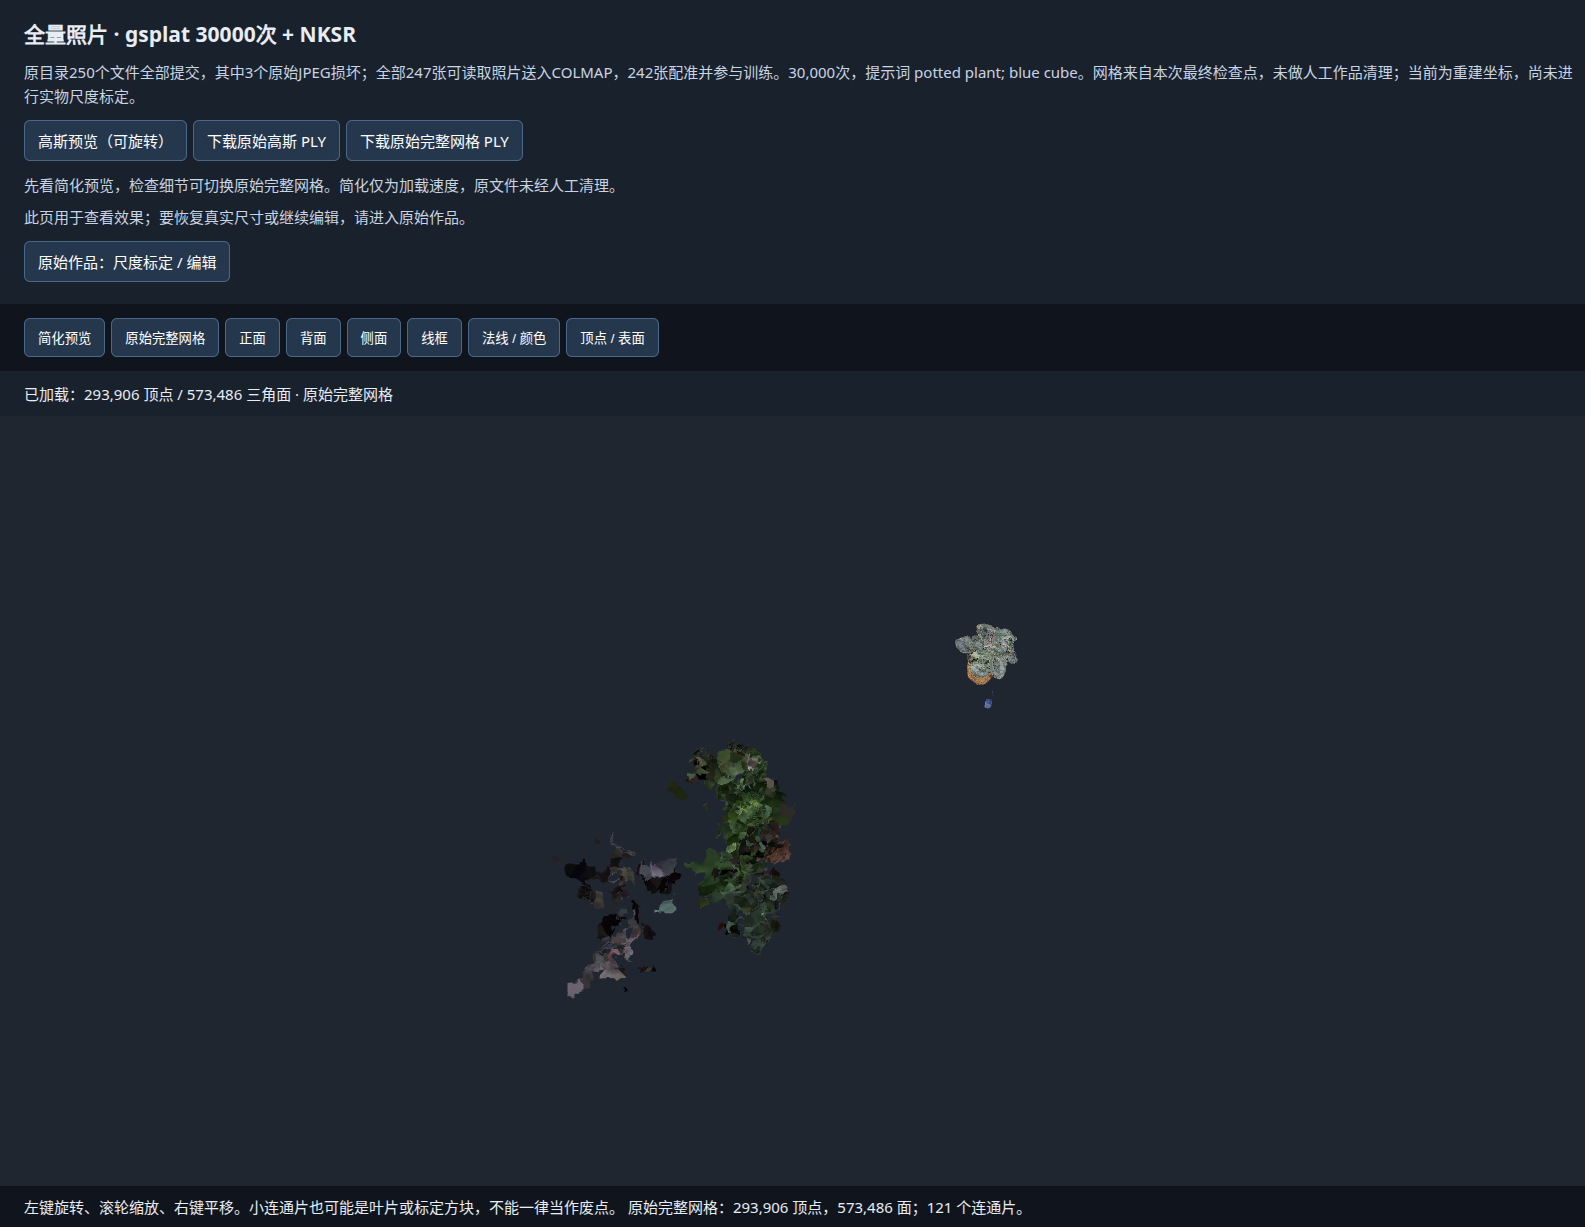 全量照片 · gsplat 30000次 + NKSR
原目录250个文件全部提交，其中3个原始JPEG损坏；全部247张可读取照片送入COLMAP，242张配准并参与训练。30,000次，提示词 potted plant; blue cube。网格来自本次最终检查点，未做人工作品清理；当前为重建坐标，尚未进
行实物尺度标定。
高斯预览（可旋转） 下载原始高斯 PLY 下载原始完整网格 PLY
先看简化预览，检查细节可切换原始完整网格。简化仅为加载速度，原文件未经人工清理。
此页用于查看效果；要恢复真实尺寸或继续编辑，请进入原始作品。
原始作品：尺度标定 / 编辑
简化预览 原始完整网格 正面 背面 侧面 线框 法线 / 颜色 顶点 / 表面
已加载：293,906 顶点 / 573,486 三角面 · 原始完整网格
左键旋转、滚轮缩放、右键平移。小连通片也可能是叶片或标定方块，不能一律当作废点。 原始完整网格：293,906 顶点，573,486 面；121 个连通片。